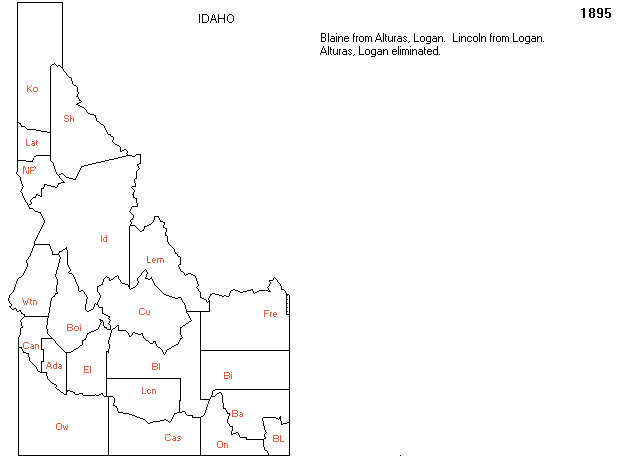 1895
IDAHO
Blaine from Alturas, Logan.  Lincoln from Logan.
Alturas, Logan eliminated.
Ko
Sh
Lat
NP
Id
Lem
Wtn
Cu
Fre
Boi
Can
Ada
El
Bl
Bi
Lcn
Ba
Ow
Cas
On
BL